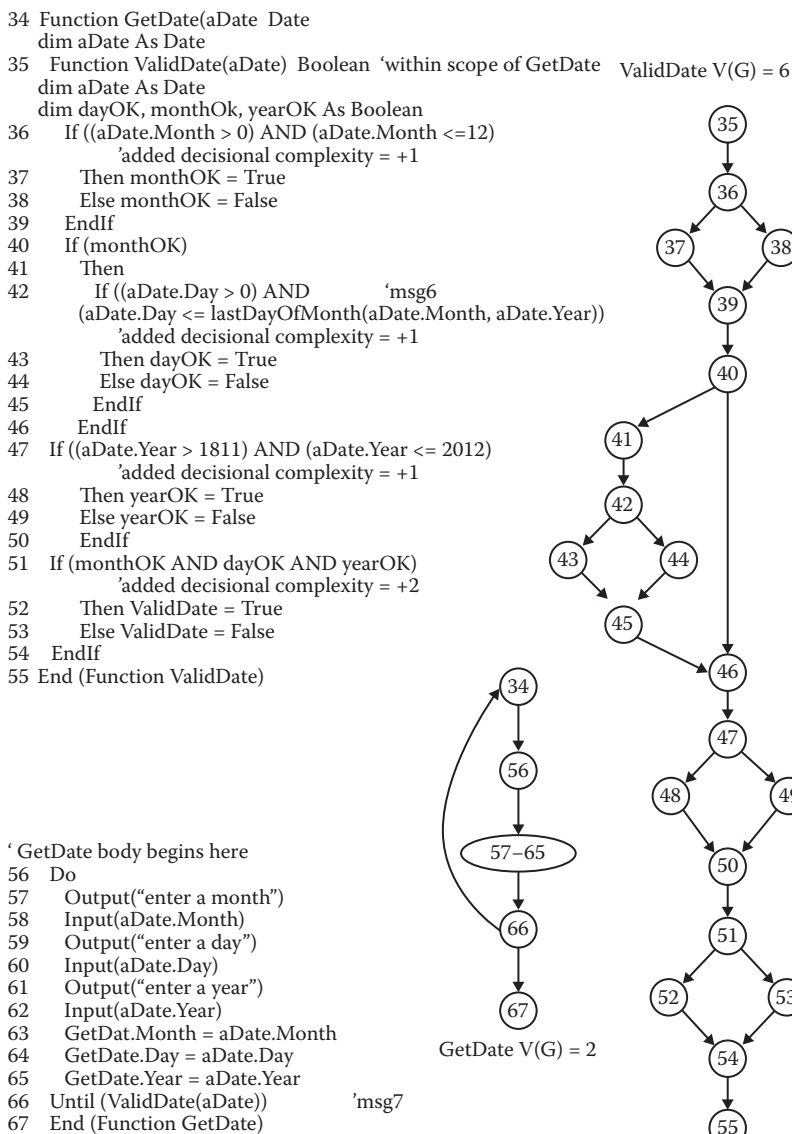 34 Function GetDate(aDate Date
dim aDate As Date
35 Function ValidDate(aDate) Boolean ‘within scope of GetDate
dim aDate As Date
dim dayOK, monthOk, yearOK As Boolean
36 If ((aDate.Month > 0) AND (aDate.Month <=12)
'added decisional complexity = +1
37 Then monthOK = True
38 Else monthOK = False
39 EndIf
40 If (monthOK)
41 Then
42 If ((aDate.Day > 0) AND ‘msg6
(aDate.Day <= lastDayOfMonth(aDate.Month, aDate.Year))
'added decisional complexity = +1
43 Then dayOK = True
44 Else dayOK = False
45 EndIf
46 EndIf
47 If ((aDate.Year > 1811) AND (aDate.Year <= 2012)
'added decisional complexity = +1
48 Then yearOK = True
49 Else yearOK = False
50 EndIf
51 If (monthOK AND dayOK AND yearOK)
'added decisional complexity = +2
52 Then ValidDate = True
53 Else ValidDate = False
54 EndIf
55 End (Function ValidDate)
‘ GetDate body begins here
56 Do
57 Output(“enter a month”)
58 Input(aDate.Month)
59 Output(“enter a day”)
60 Input(aDate.Day)
61 Output(“enter a year”)
62 Input(aDate.Year)
63 GetDat.Month = aDate.Month
64 GetDate.Day = aDate.Day
65 GetDate.Year = aDate.Year
66 Until (ValidDate(aDate)) 'msg7
67 End (Function GetDate)
34
56
57–65
66
67
GetDate V(G) = 2
ValidDate V(G) = 6
35
36
37 38
39
40
41
42
43 44
45
46
47
48 49
50
51
52 53
54
55